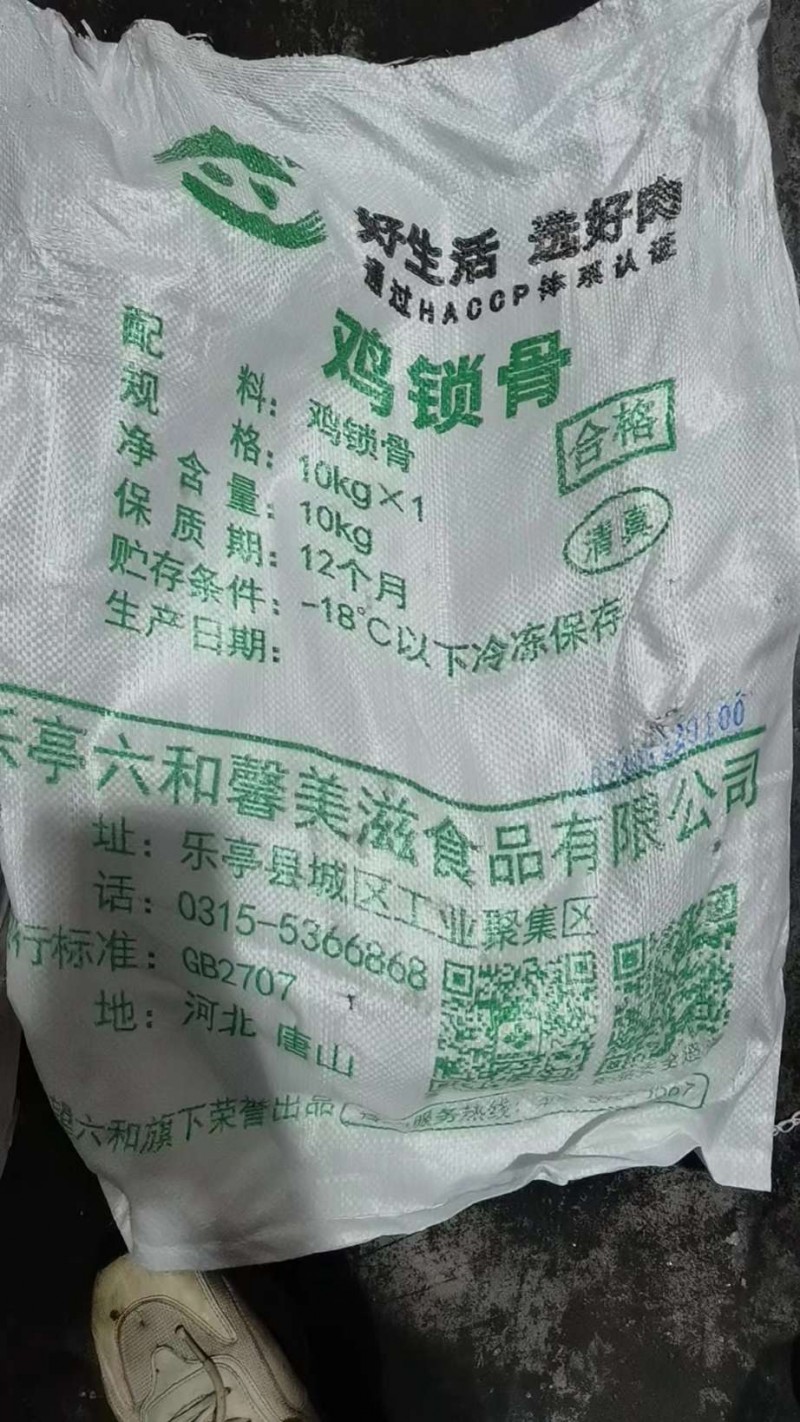 好生活 选好肉
通过HACCP体系认证
鸡锁骨
配料：鸡锁骨
规格：10kg×1
净含量：10kg
保质期：12个月
贮存条件：-18℃以下冷冻保存
生产日期：
合格
清真
乐亭六和馨美滋食品有限公司
址：乐亭县城区工业聚集区
话：0315-5366868
行标准：GB2707
地：河北 唐山
六和旗下荣誉出品
服务热线：